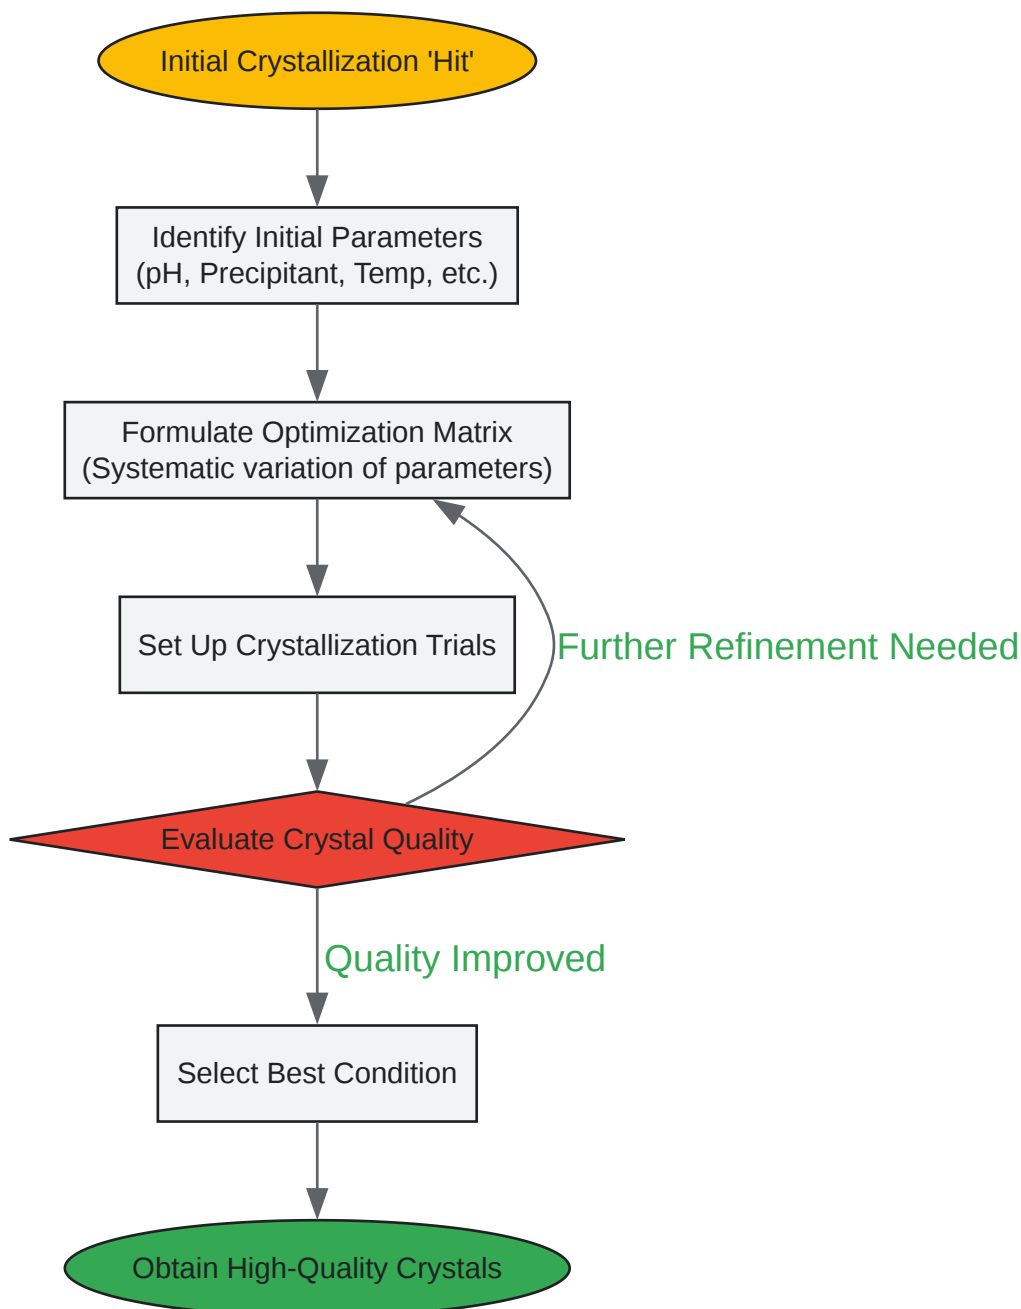 Initial Crystallization 'Hit'
Identify Initial Parameters
(pH, Precipitant, Temp, etc.)
Formulate Optimization Matrix
(Systematic variation of parameters)
Set Up Crystallization Trials
Further Refinement Needed
Evaluate Crystal Quality
Quality Improved
Select Best Condition
Obtain High-Quality Crystals